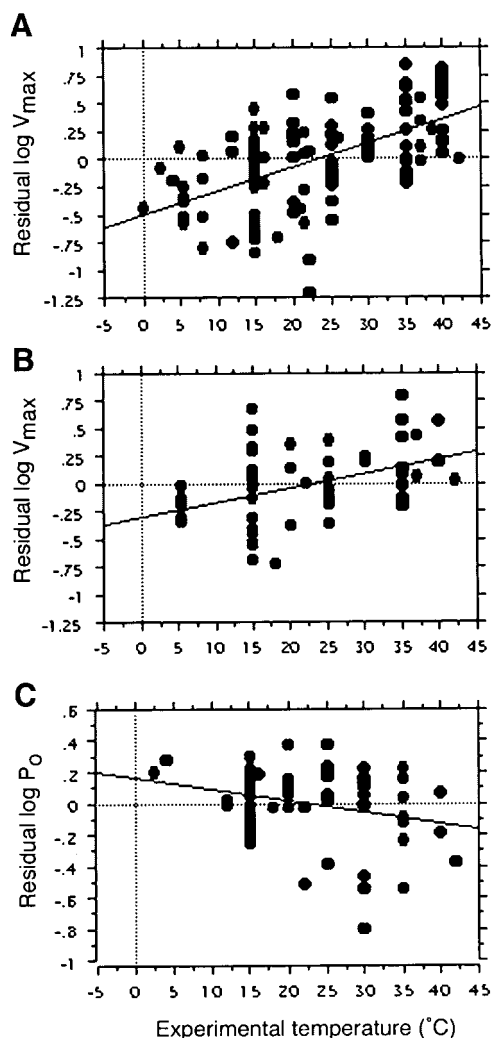 A
Residual log Vmax
1
.75
.5
.25
0
-.25
-.5
-.75
-1
-1.25
-5 0 5 10 15 20 25 30 35 40 45
B
Residual log Vmax
1
.75
.5
.25
0
-.25
-.5
-.75
-1
-1.25
-5 0 5 10 15 20 25 30 35 40 45
C
Residual log Po
.6
.4
.2
0
-.2
-.4
-.6
-.8
-1
-5 0 5 10 15 20 25 30 35 40 45
Experimental temperature (˚C)